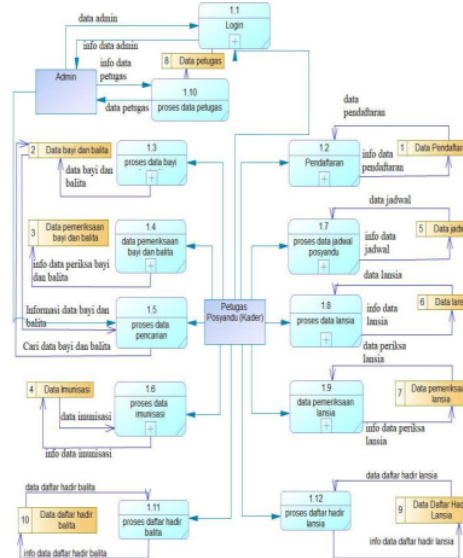 data admin
1.1
Login
info admin
info data
petugas
8 Data petugas
Admin
1.10
data petugas
proses data petugas
data
pendaftaran
2 Data bayi dan balita
1.3
proses data bayi
data bayi dan
balita
1.2
Pendaftaran
info data
pendaftaran
1 Data Pendaftar
3 Data pemeriksaan
bayi dan balita
1.4
data pemeriksaan
bayi dan balita
info data periksa bayi
dan balita
data jadwal
1.7
proses data jadwal
posyandu
info data
jadwal
5 Data jad
data lansia
Informasi data bayi dan
balita
1.5
proses data
pencarian
Cari data bayi dan balita
Petugas
Posyandu (Kader)
1.8
proses data lansia
info data
lansia
6 Data lans
data periksa
lansia
4 Data Imunisasi
1.6
proses data
imunisasi
data imunisasi
info data imunisasi
1.9
data pemeriksaan
lansia
7 Data pemeriksa
lansia
info data periksa
lansia
data daftar hadir balita
10 Data daftar hadir
balita
1.11
proses daftar hadir
balita
info data daftar hadir balita
data daftar hadir lansia
1.12
proses daftar hadir
lansia
9 Data Daftar Had
Lansia
info data daftar hadir lansia